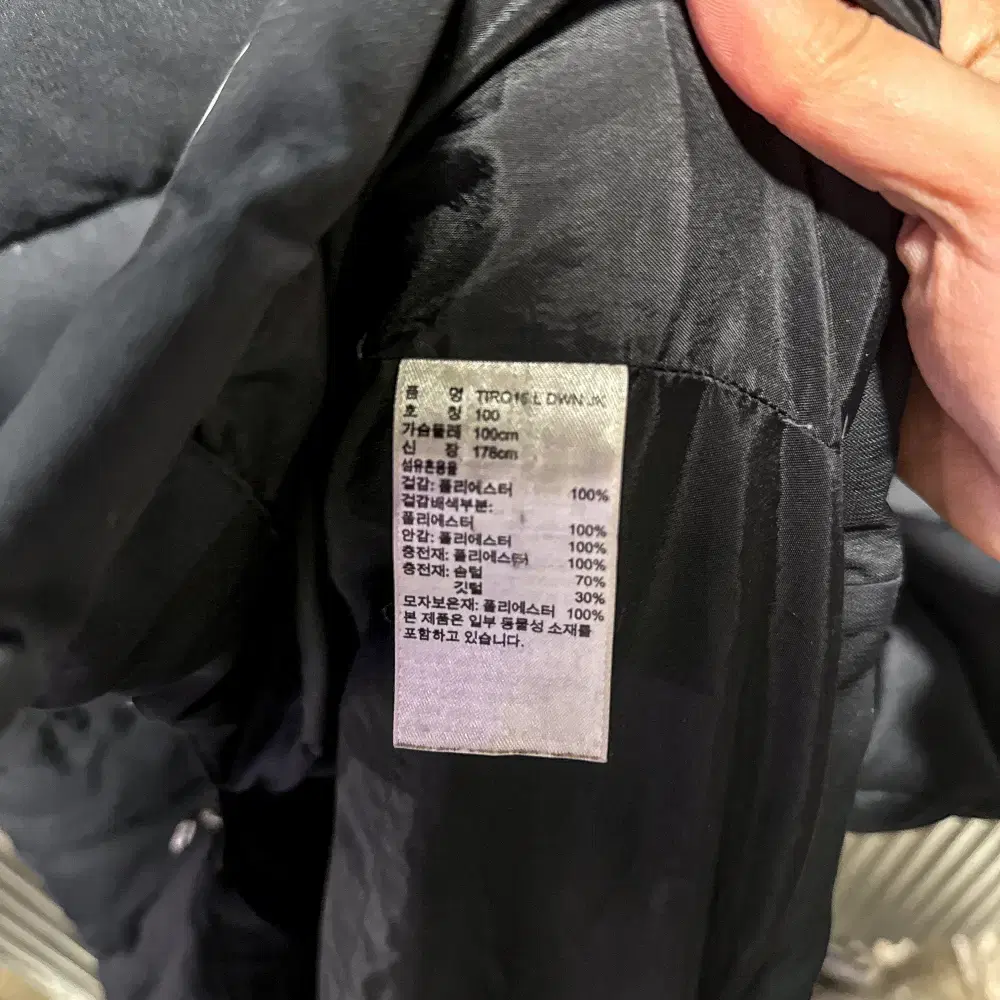 품 명 TIRO16 L DWN JK
호 칭 100
가슴둘레 100cm
신 장 176cm
섬유혼용율
겉감: 폴리에스터 100%
겉감배색부분:
폴리에스터 100%
안감: 폴리에스터 100%
충전재: 폴리에스터 100%
충전재: 솜털 70%
깃털 30%
모자보온재: 폴리에스터 100%
본 제품은 일부 동물성 소재를
포함하고 있습니다.